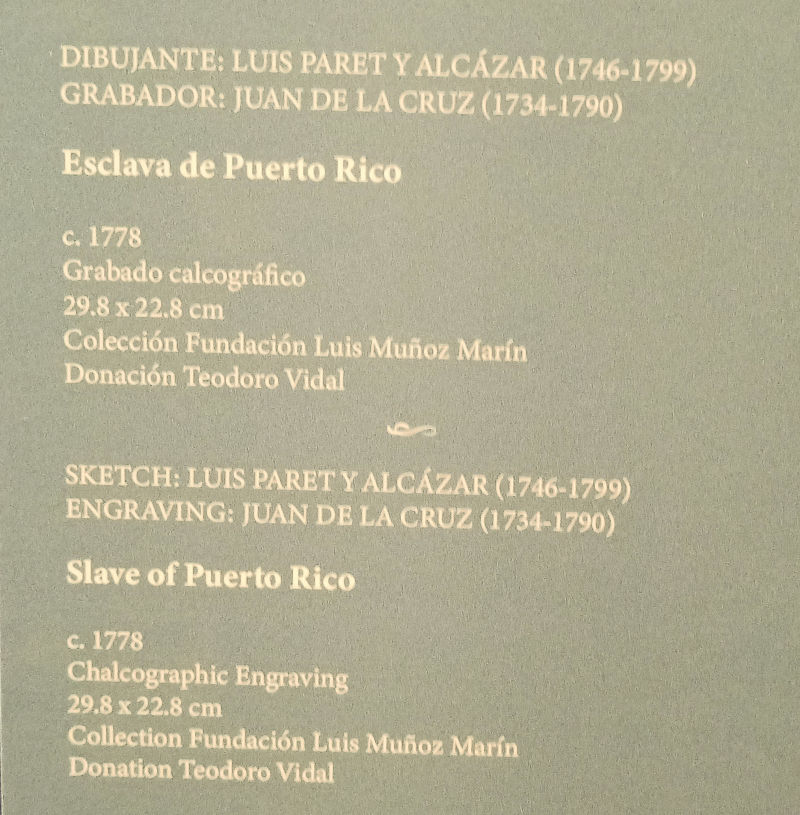 DIBUJANTE: LUIS PARET Y ALCÁZAR (1746-1799)
GRABADOR: JUAN DE LA CRUZ (1734-1790)
Esclava de Puerto Rico
c. 1778
Grabado calcográfico
29.8 x 22.8 cm
Colección Fundación Luis Muñoz Marín
Donación Teodoro Vidal
SKETCH: LUIS PARET Y ALCÁZAR (1746-1799)
ENGRAVING: JUAN DE LA CRUZ (1734-1790)
Slave of Puerto Rico
c. 1778
Chalcographic Engraving
29.8 x 22.8 cm
Collection Fundación Luis Muñoz Marín
Donation Teodoro Vidal